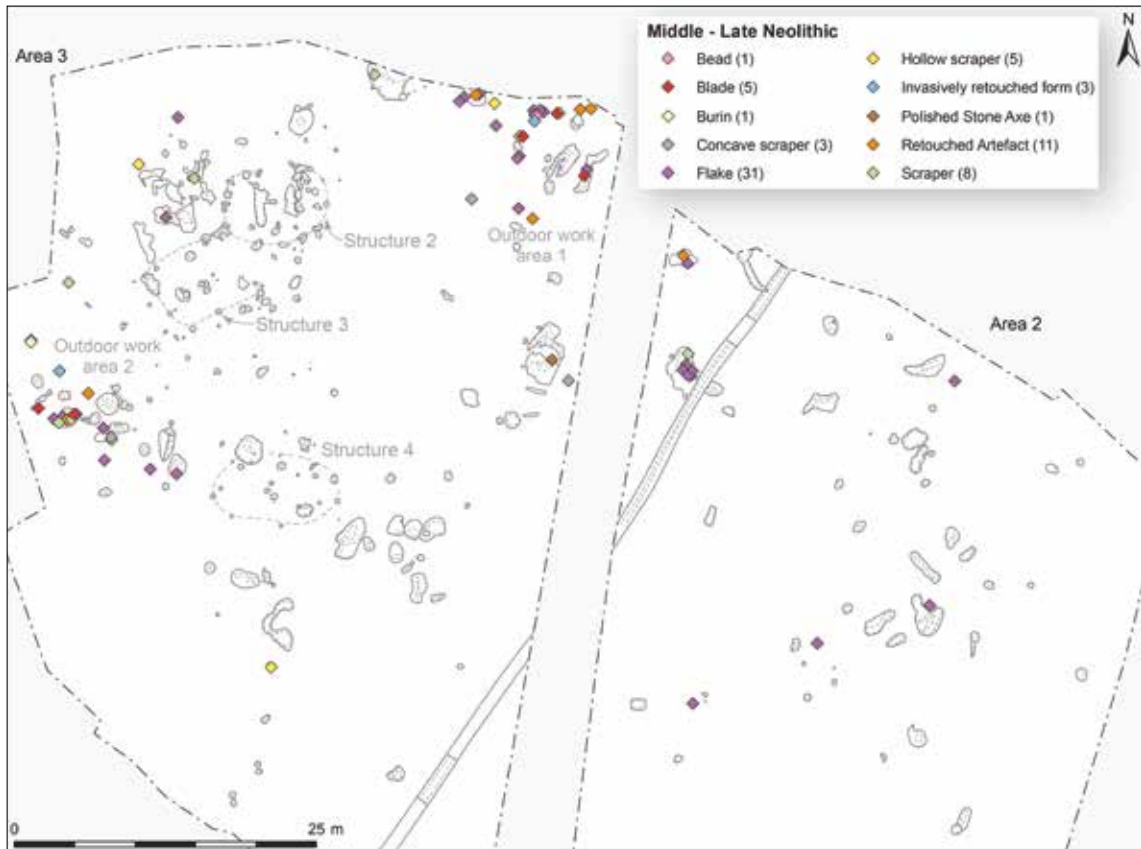 Area 3
Middle - Late Neolithic
Bead (1)
Blade (5)
Burin (1)
Concave scraper (3)
Flake (31)
Hollow scraper (5)
Invasively retouched form (3)
Polished Stone Axe (1)
Retouched Artefact (11)
Scraper (8)
N
Structure 2
Outdoor work
area 1
Structure 3
Area 2
Outdoor work
area 2
Structure 4
0
25 m